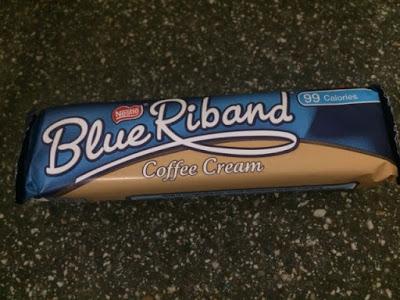 Nestlé
99 Calories
Blue Riband
Coffee Cream